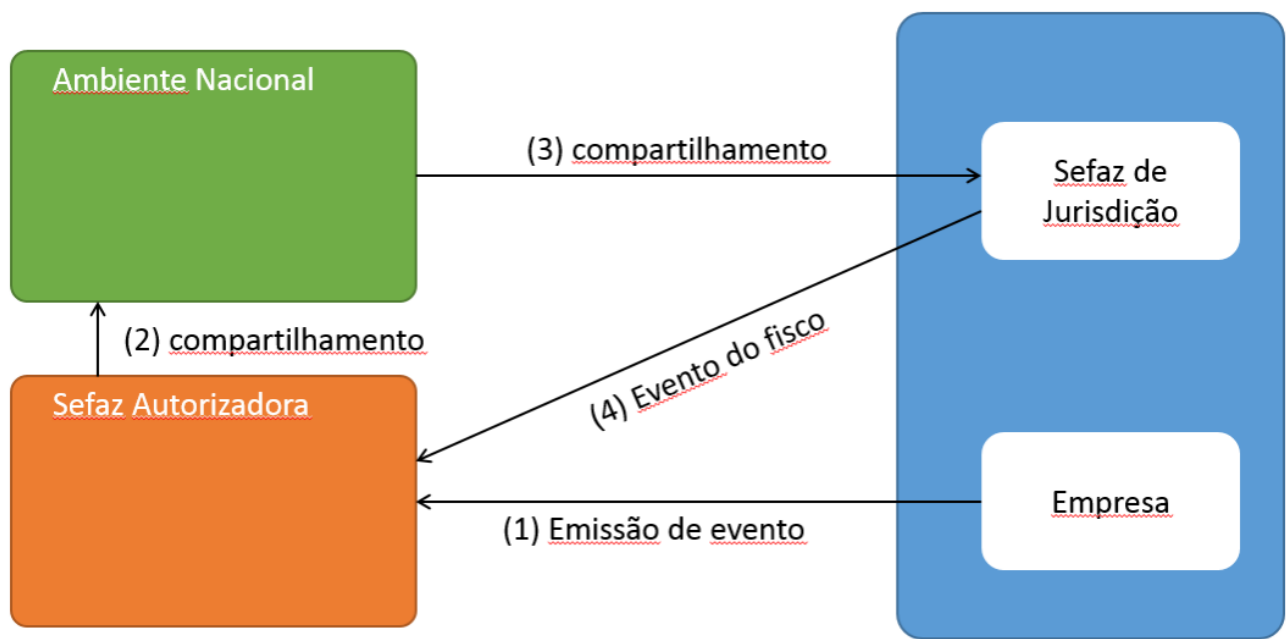 Ambiente Nacional
(3) compartilhamento
Sefaz de
Jurisdição
(2) compartilhamento
(4) Evento do fisco
Sefaz Autorizadora
Empresa
(1) Emissão de evento